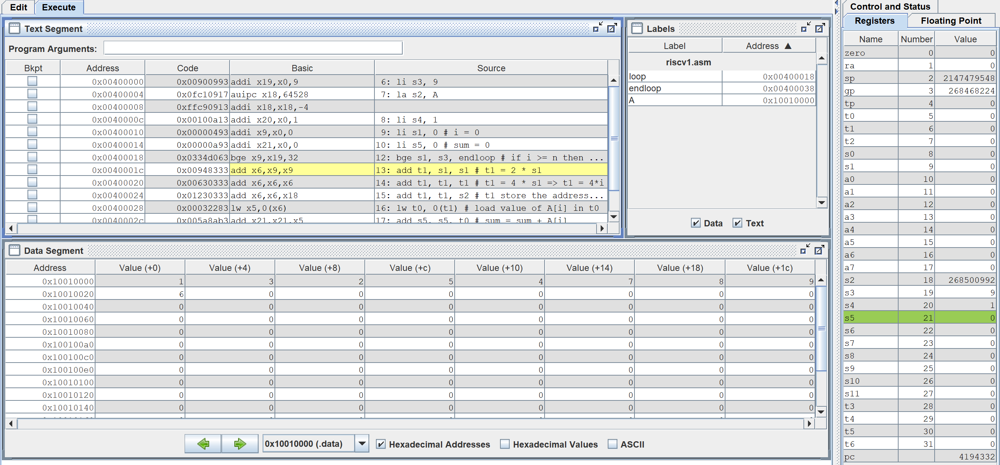 Edit Execute
Text Segment
Program Arguments:
Bkpt Address Code Basic Source
0x00400000 0x00900993 addi x19,x0,9 6: li s3, 9
0x00400004 0x0fc10917 auipc x18,64528 7: la s2, A
0x00400008 0xffc90913 addi x18,x18,-4
0x0040000c 0x00100a13 addi x20,x0,1 8: li s4, 1
0x00400010 0x00000493 addi x9,x0,0 9: li s1, 0 # i = 0
0x00400014 0x00000a93 addi x21,x0,0 10: li s5, 0 # sum = 0
0x00400018 0x0334d063 bge x9,x19,32 12: bge s1, s3, endloop # if i >= n then ...
0x0040001c 0x00948333 add x6,x9,x9 13: add t1, s1, s1 # t1 = 2 * s1
0x00400020 0x00630333 add x6,x6,x6 14: add t1, t1, t1 # t1 = 4 * s1 => t1 = 4*i
0x00400024 0x01230333 add x6,x6,x18 15: add t1, t1, s2 # t1 store the address...
0x00400028 0x00032283 lw x5,0(x6) 16: lw t0, 0(t1) # load value of A[i] in t0
0x0040002c 0x005a8ab3 add x21,x21,x5 17: add s5, s5, t0 # sum = sum + A[i]
Labels
Label Address ▲
riscv1.asm
loop 0x00400018
endloop 0x00400038
A 0x10010000
Data Text
Data Segment
Address Value (+0) Value (+4) Value (+8) Value (+c) Value (+10) Value (+14) Value (+18) Value (+1c)
0x10010000 1 3 2 5 4 7 8 9
0x10010020 6 0 0 0 0 0 0 0
0x10010040 0 0 0 0 0 0 0 0
0x10010060 0 0 0 0 0 0 0 0
0x10010080 0 0 0 0 0 0 0 0
0x100100a0 0 0 0 0 0 0 0 0
0x100100c0 0 0 0 0 0 0 0 0
0x100100e0 0 0 0 0 0 0 0 0
0x10010100 0 0 0 0 0 0 0 0
0x10010120 0 0 0 0 0 0 0 0
0x10010140 0 0 0 0 0 0 0 0
0x10010000 (.data) Hexadecimal Addresses Hexadecimal Values ASCII
Control and Status
Registers Floating Point
Name Number Value
zero 0 0
ra 1 0
sp 2 2147479548
gp 3 268468224
tp 4 0
t0 5 0
t1 6 0
t2 7 0
s0 8 0
s1 9 0
a0 10 0
a1 11 0
a2 12 0
a3 13 0
a4 14 0
a5 15 0
a6 16 0
a7 17 0
s2 18 268500992
s3 19 9
s4 20 1
s5 21 0
s6 22 0
s7 23 0
s8 24 0
s9 25 0
s10 26 0
s11 27 0
t3 28 0
t4 29 0
t5 30 0
t6 31 0
pc 4194332